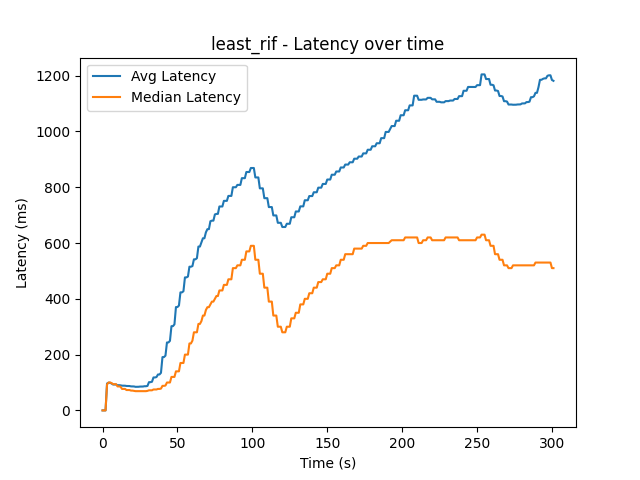 least_rif - Latency over time
Avg Latency
Median Latency
Latency (ms)
1200
1000
800
600
400
200
0
0 50 100 150 200 250 300
Time (s)